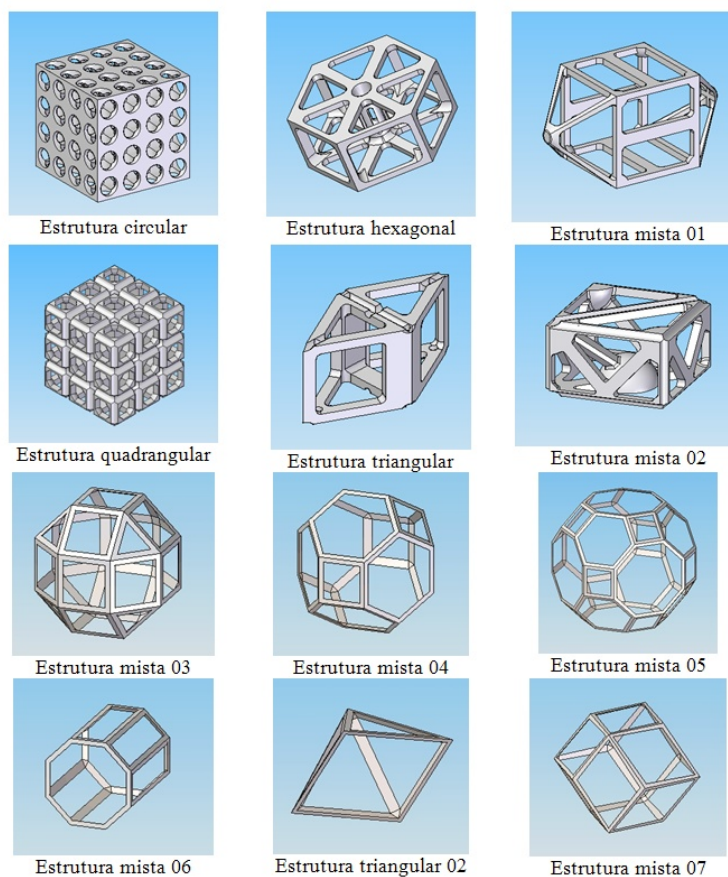 Estrutura circular
Estrutura hexagonal
Estrutura mista 01
Estrutura quadrangular
Estrutura triangular
Estrutura mista 02
Estrutura mista 03
Estrutura mista 04
Estrutura mista 05
Estrutura mista 06
Estrutura triangular 02
Estrutura mista 07